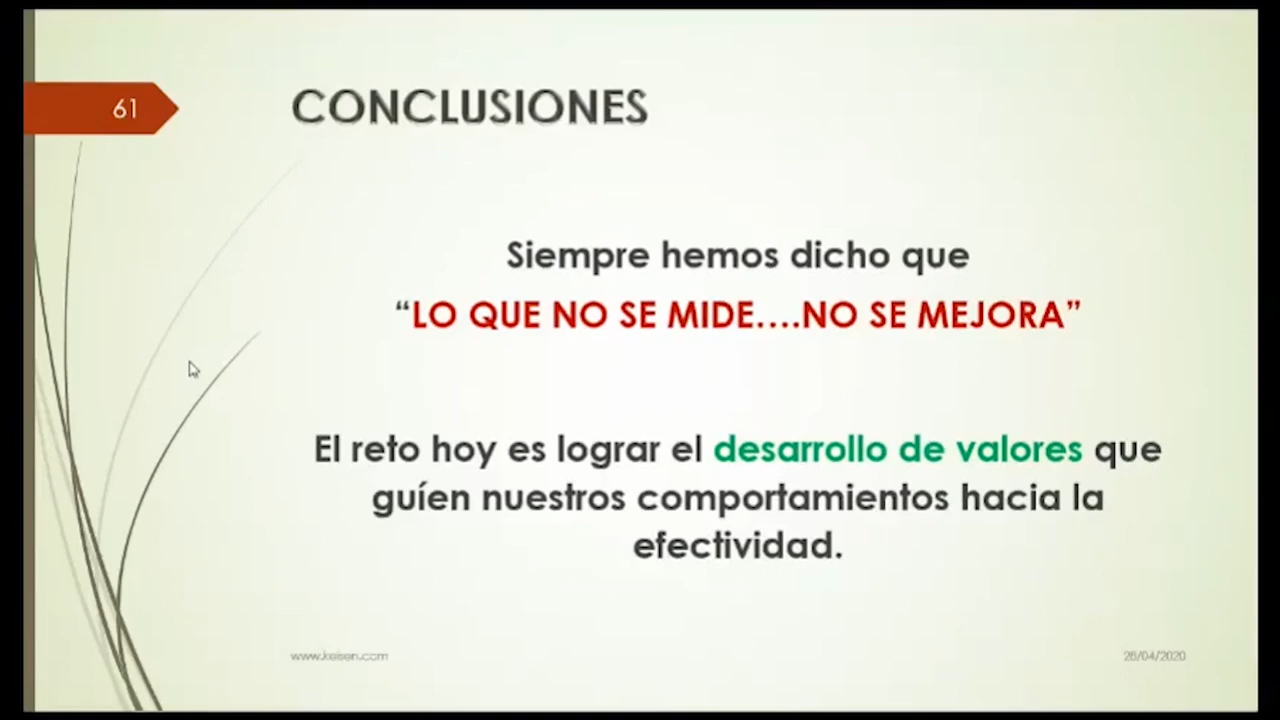 61
CONCLUSIONES
Siempre hemos dicho que
“LO QUE NO SE MIDE....NO SE MEJORA”
El reto hoy es lograr el desarrollo de valores que
guíen nuestros comportamientos hacia la
efectividad.
www.keisen.com
26/04/2020